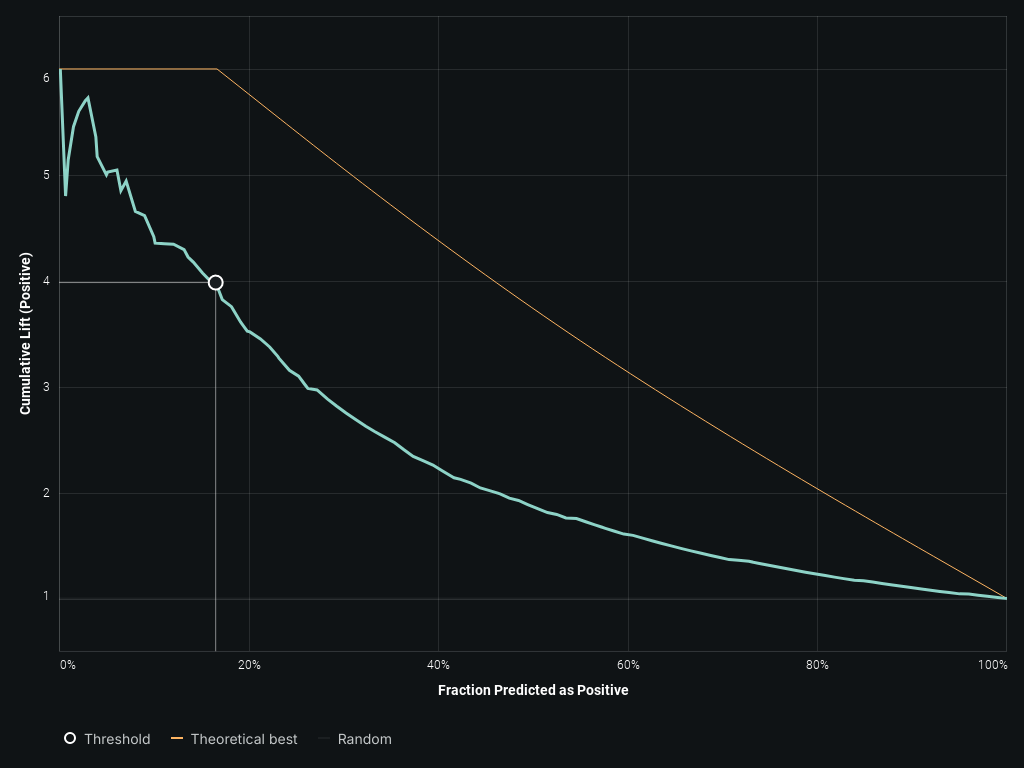 6
5
4
3
2
1
Cumulative Lift (Positive)
0% 20% 40% 60% 80% 100%
Fraction Predicted as Positive
Threshold Theoretical best Random